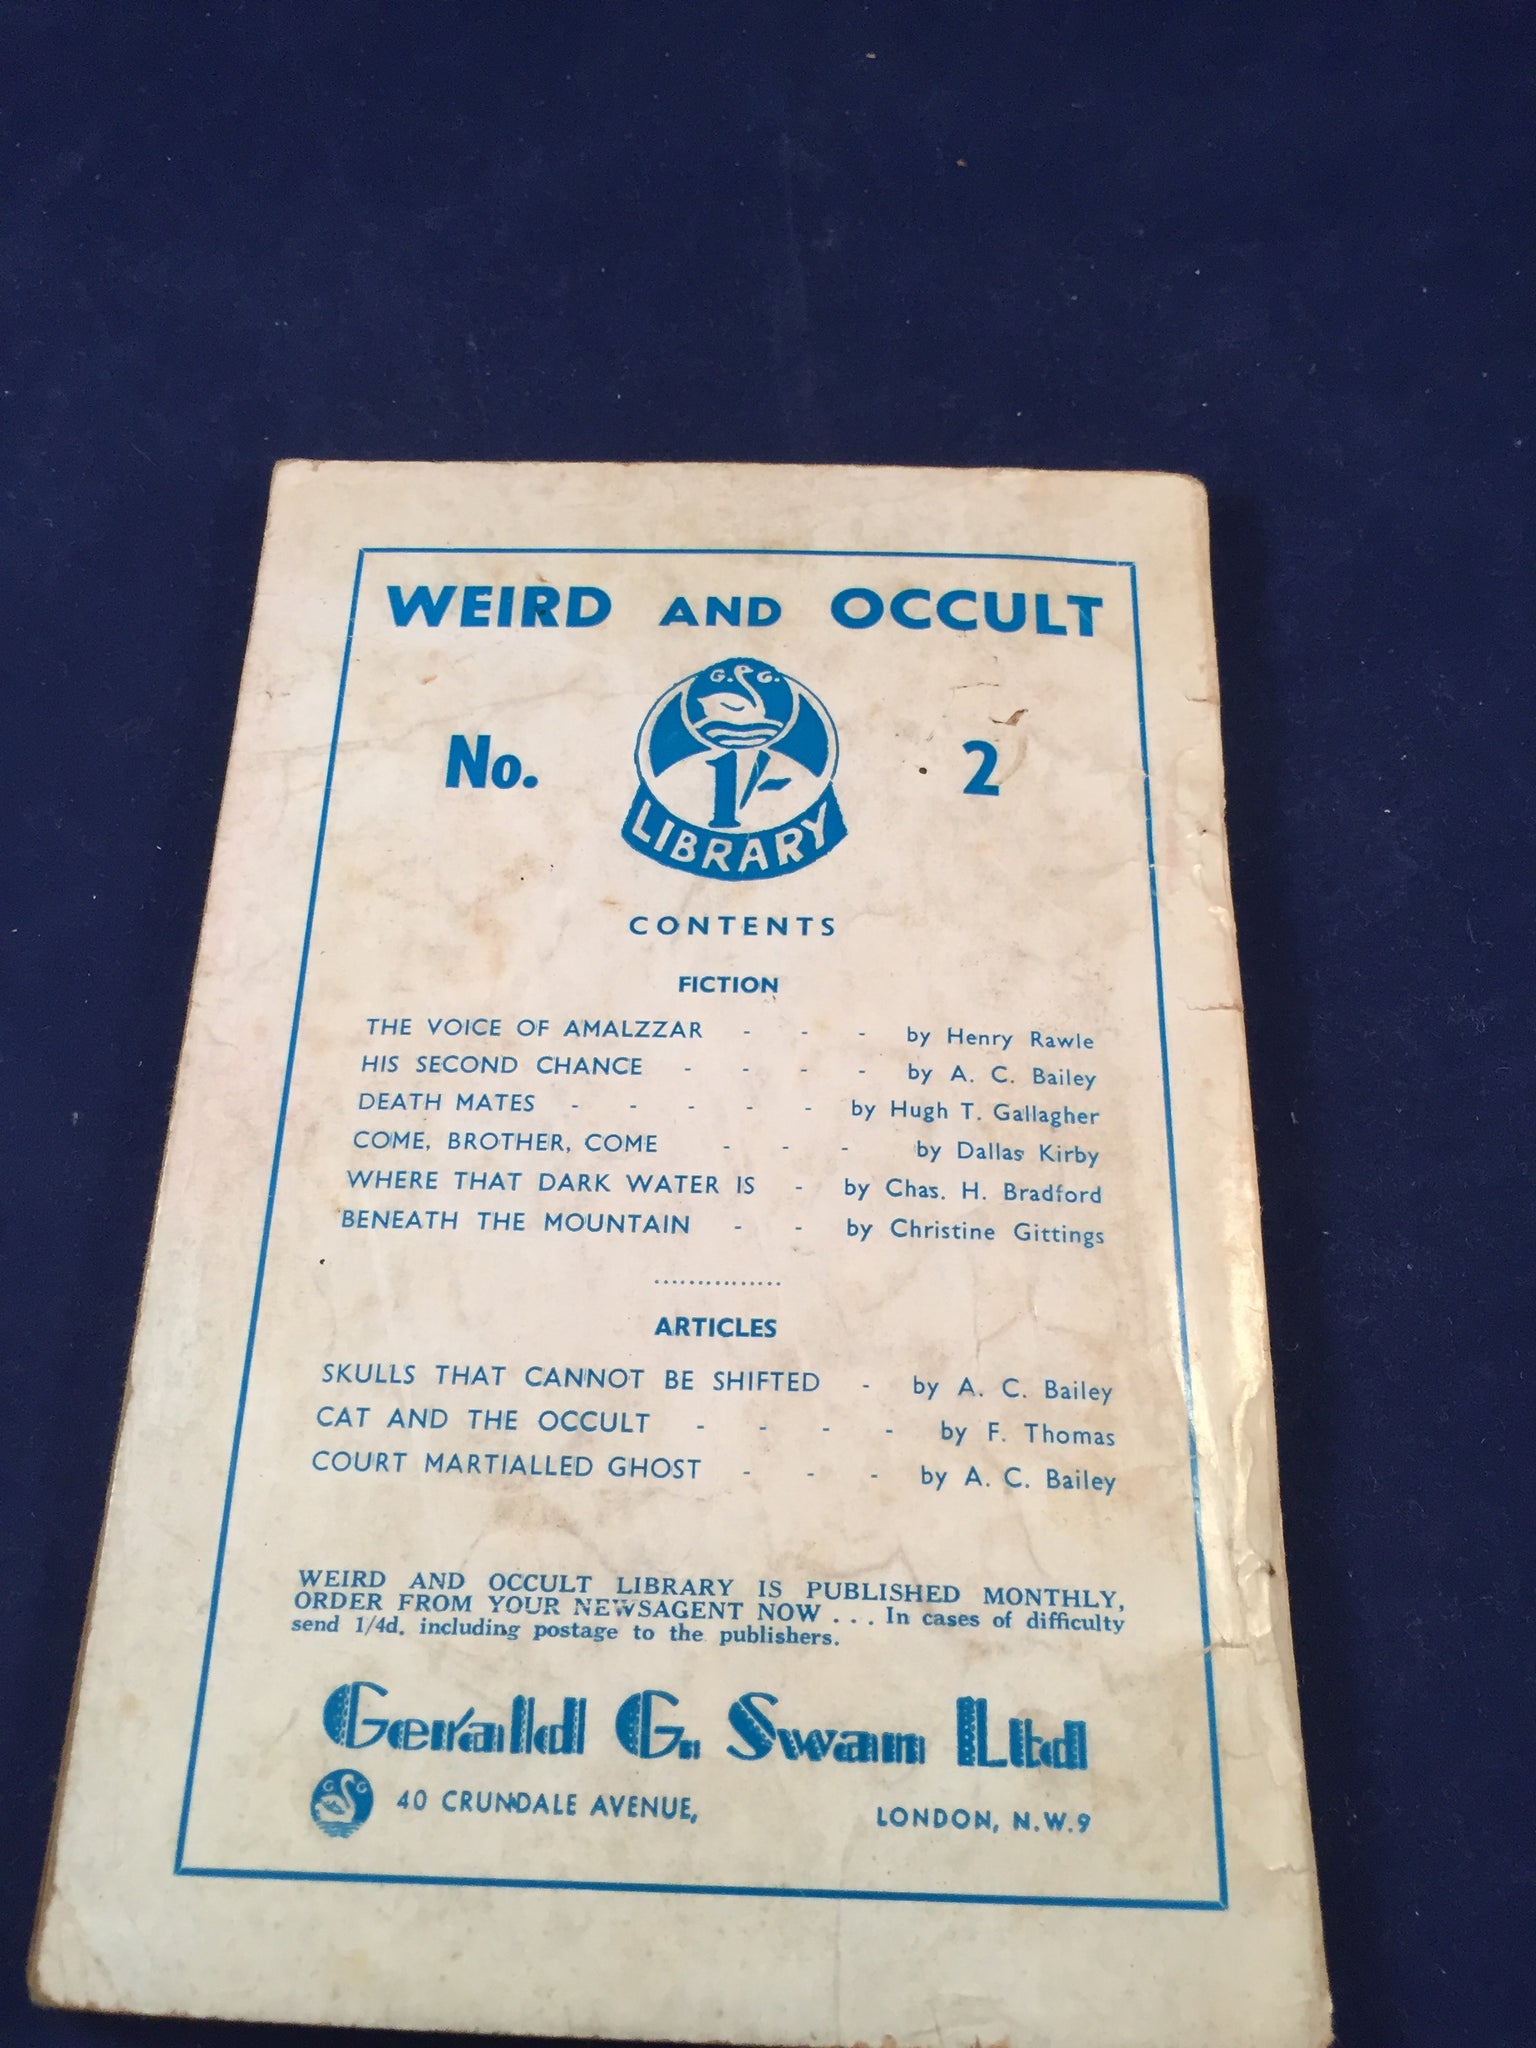 WEIRD AND OCCULT
G. G.
No. 1/- 2
LIBRARY
CONTENTS
FICTION
THE VOICE OF AMALZZAR - - - by Henry Rawle
HIS SECOND CHANCE - - - - by A. C. Bailey
DEATH MATES - - - - - by Hugh T. Gallagher
COME, BROTHER, COME - - - by Dallas Kirby
WHERE THAT DARK WATER IS - by Chas. H. Bradford
BENEATH THE MOUNTAIN - - by Christine Gittings
...............
ARTICLES
SKULLS THAT CANNOT BE SHIFTED - by A. C. Bailey
CAT AND THE OCCULT - - - - by F. Thomas
COURT MARTIALLED GHOST - - - by A. C. Bailey
WEIRD AND OCCULT LIBRARY IS PUBLISHED MONTHLY,
ORDER FROM YOUR NEWSAGENT NOW . . . In cases of difficulty
send 1/4d. including postage to the publishers.
Gerald G. Swan Ltd
G G
40 CRUNDALE AVENUE, LONDON, N.W.9